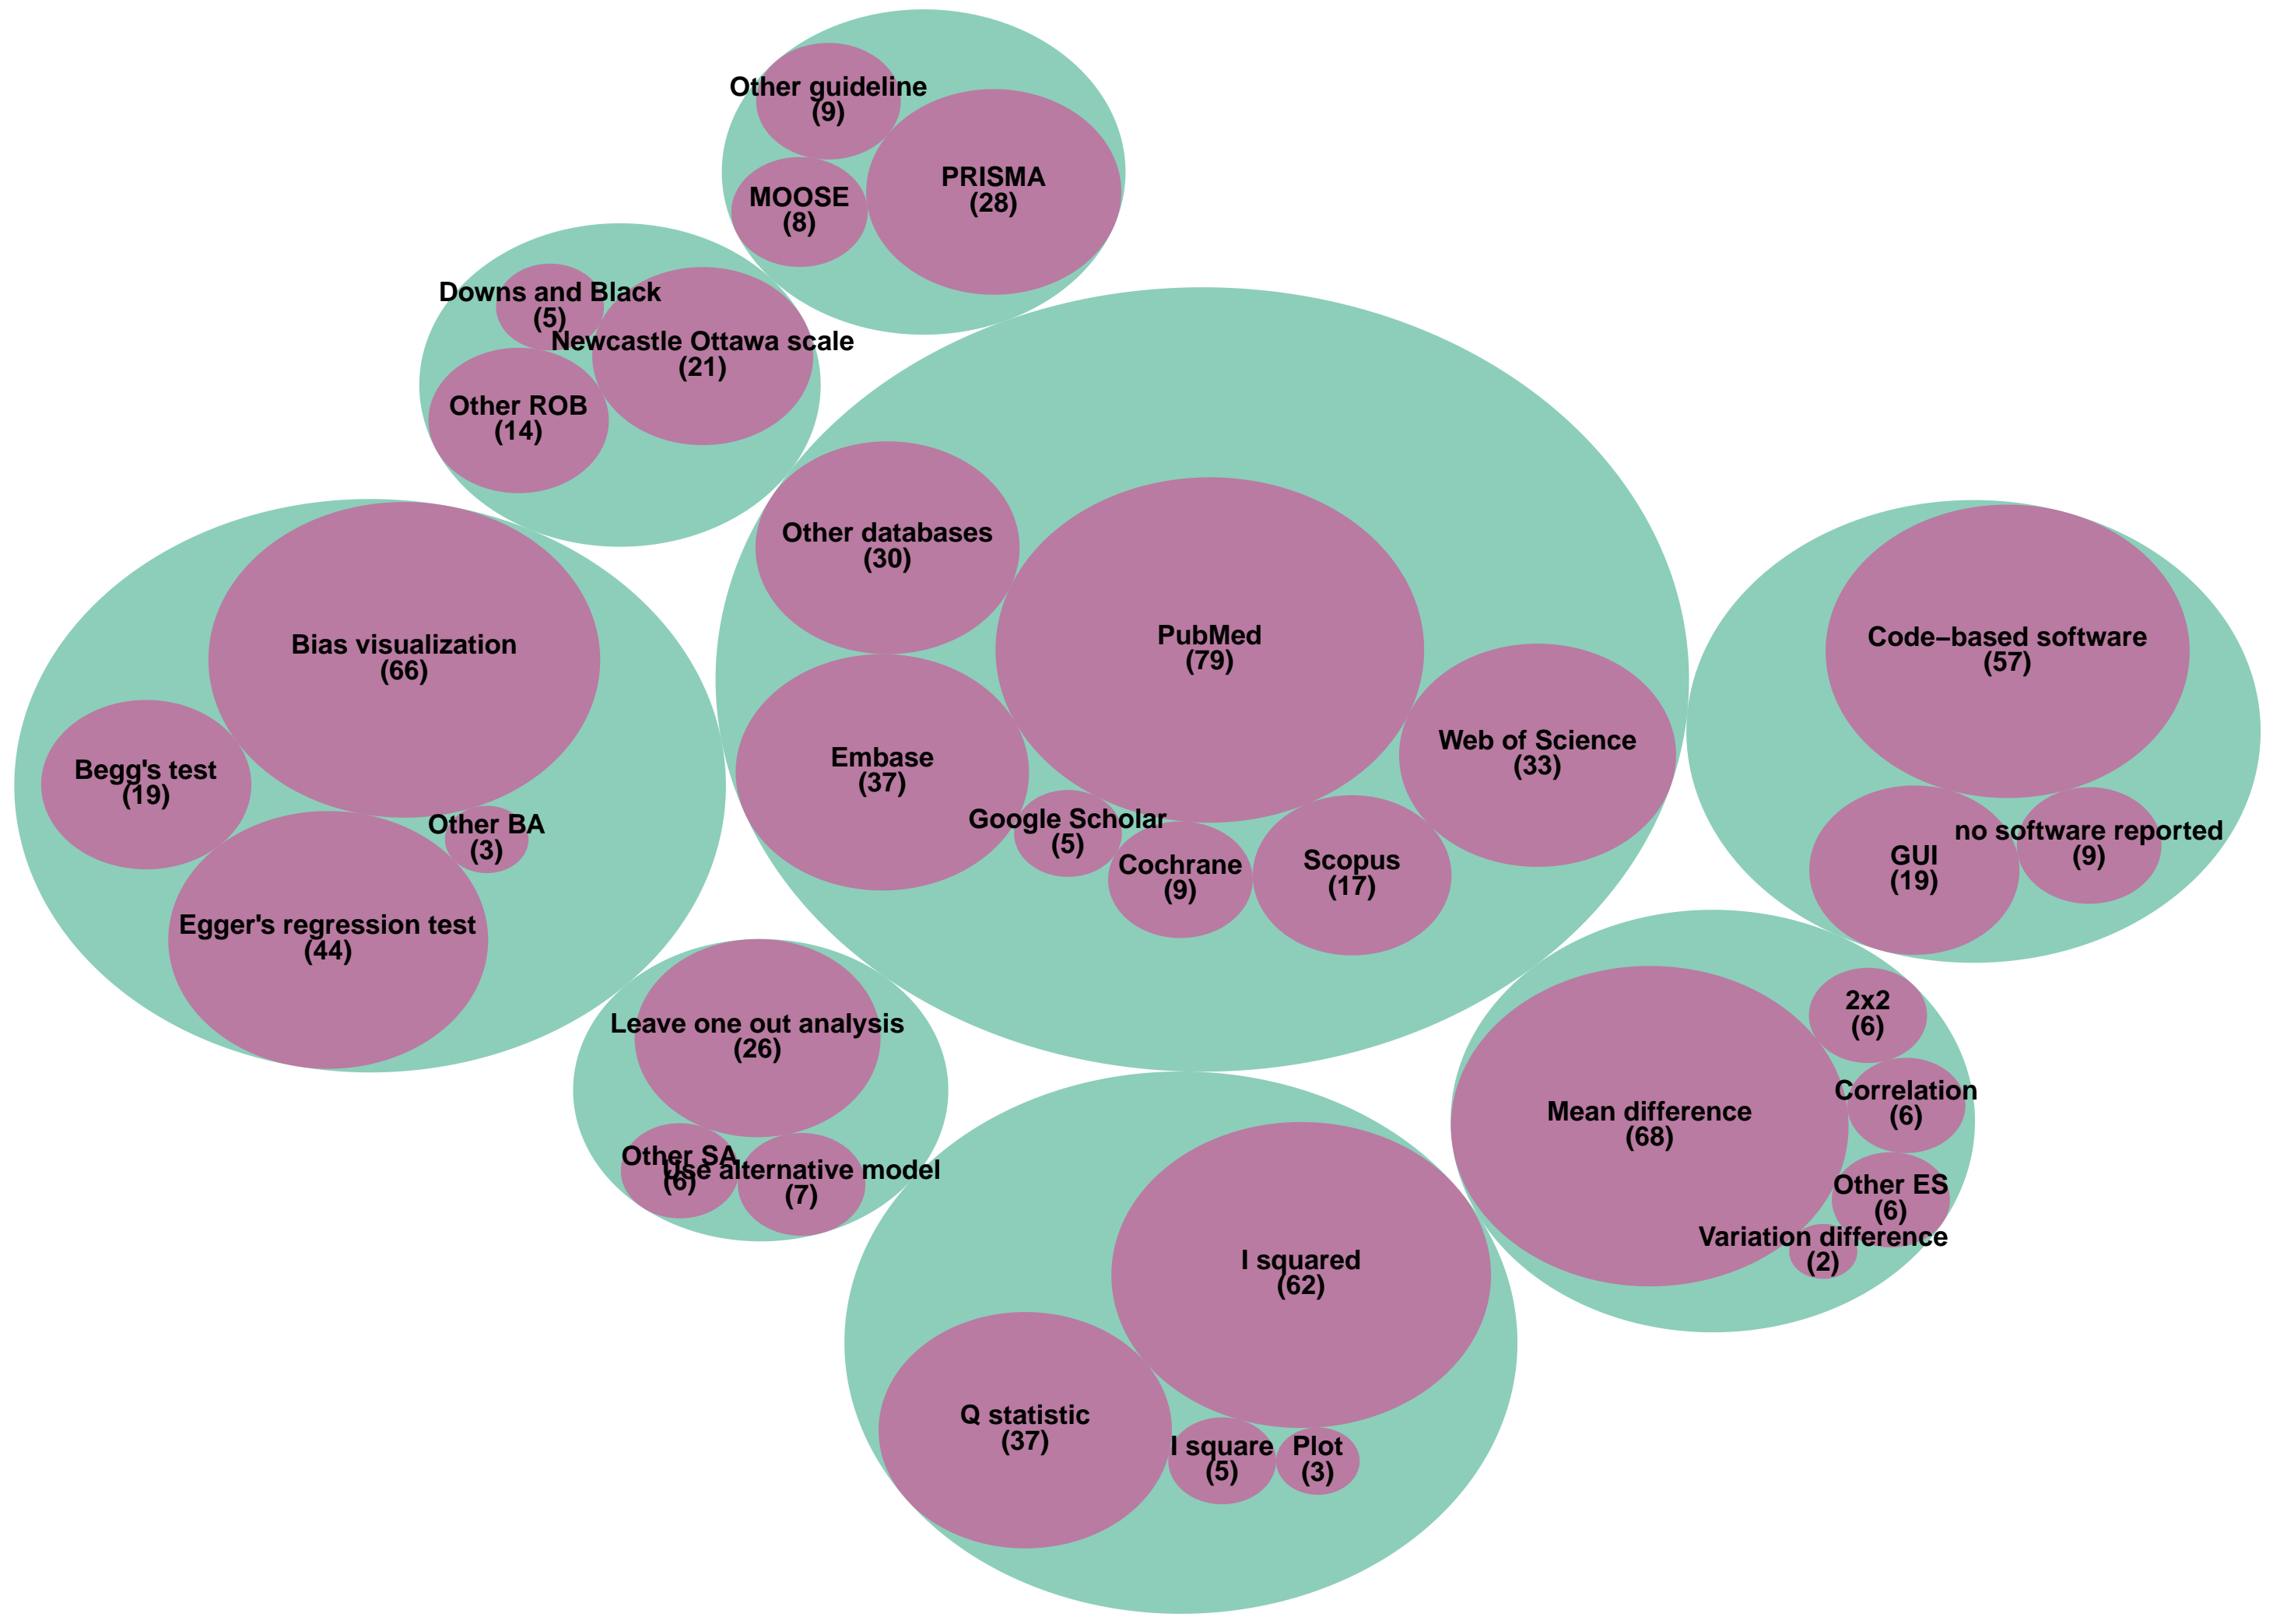 Other guideline
(9)
PRISMA
(28)
MOOSE
(8)
Downs and Black
(5)
Newcastle Ottawa scale
(21)
Other ROB
(14)
Other databases
(30)
PubMed
(79)
Embase
(37)
Web of Science
(33)
Google Scholar
(5)
Cochrane
(9)
Scopus
(17)
Bias visualization
(66)
Begg's test
(19)
Other BA
(3)
Egger's regression test
(44)
Code–based software
(57)
GUI
(19)
no software reported
(9)
Leave one out analysis
(26)
Other SA
(6)
Use alternative model
(7)
Mean difference
(68)
2x2
(6)
Correlation
(6)
Other ES
(6)
Variation difference
(2)
I squared
(62)
Q statistic
(37)
I square
(5)
Plot
(3)